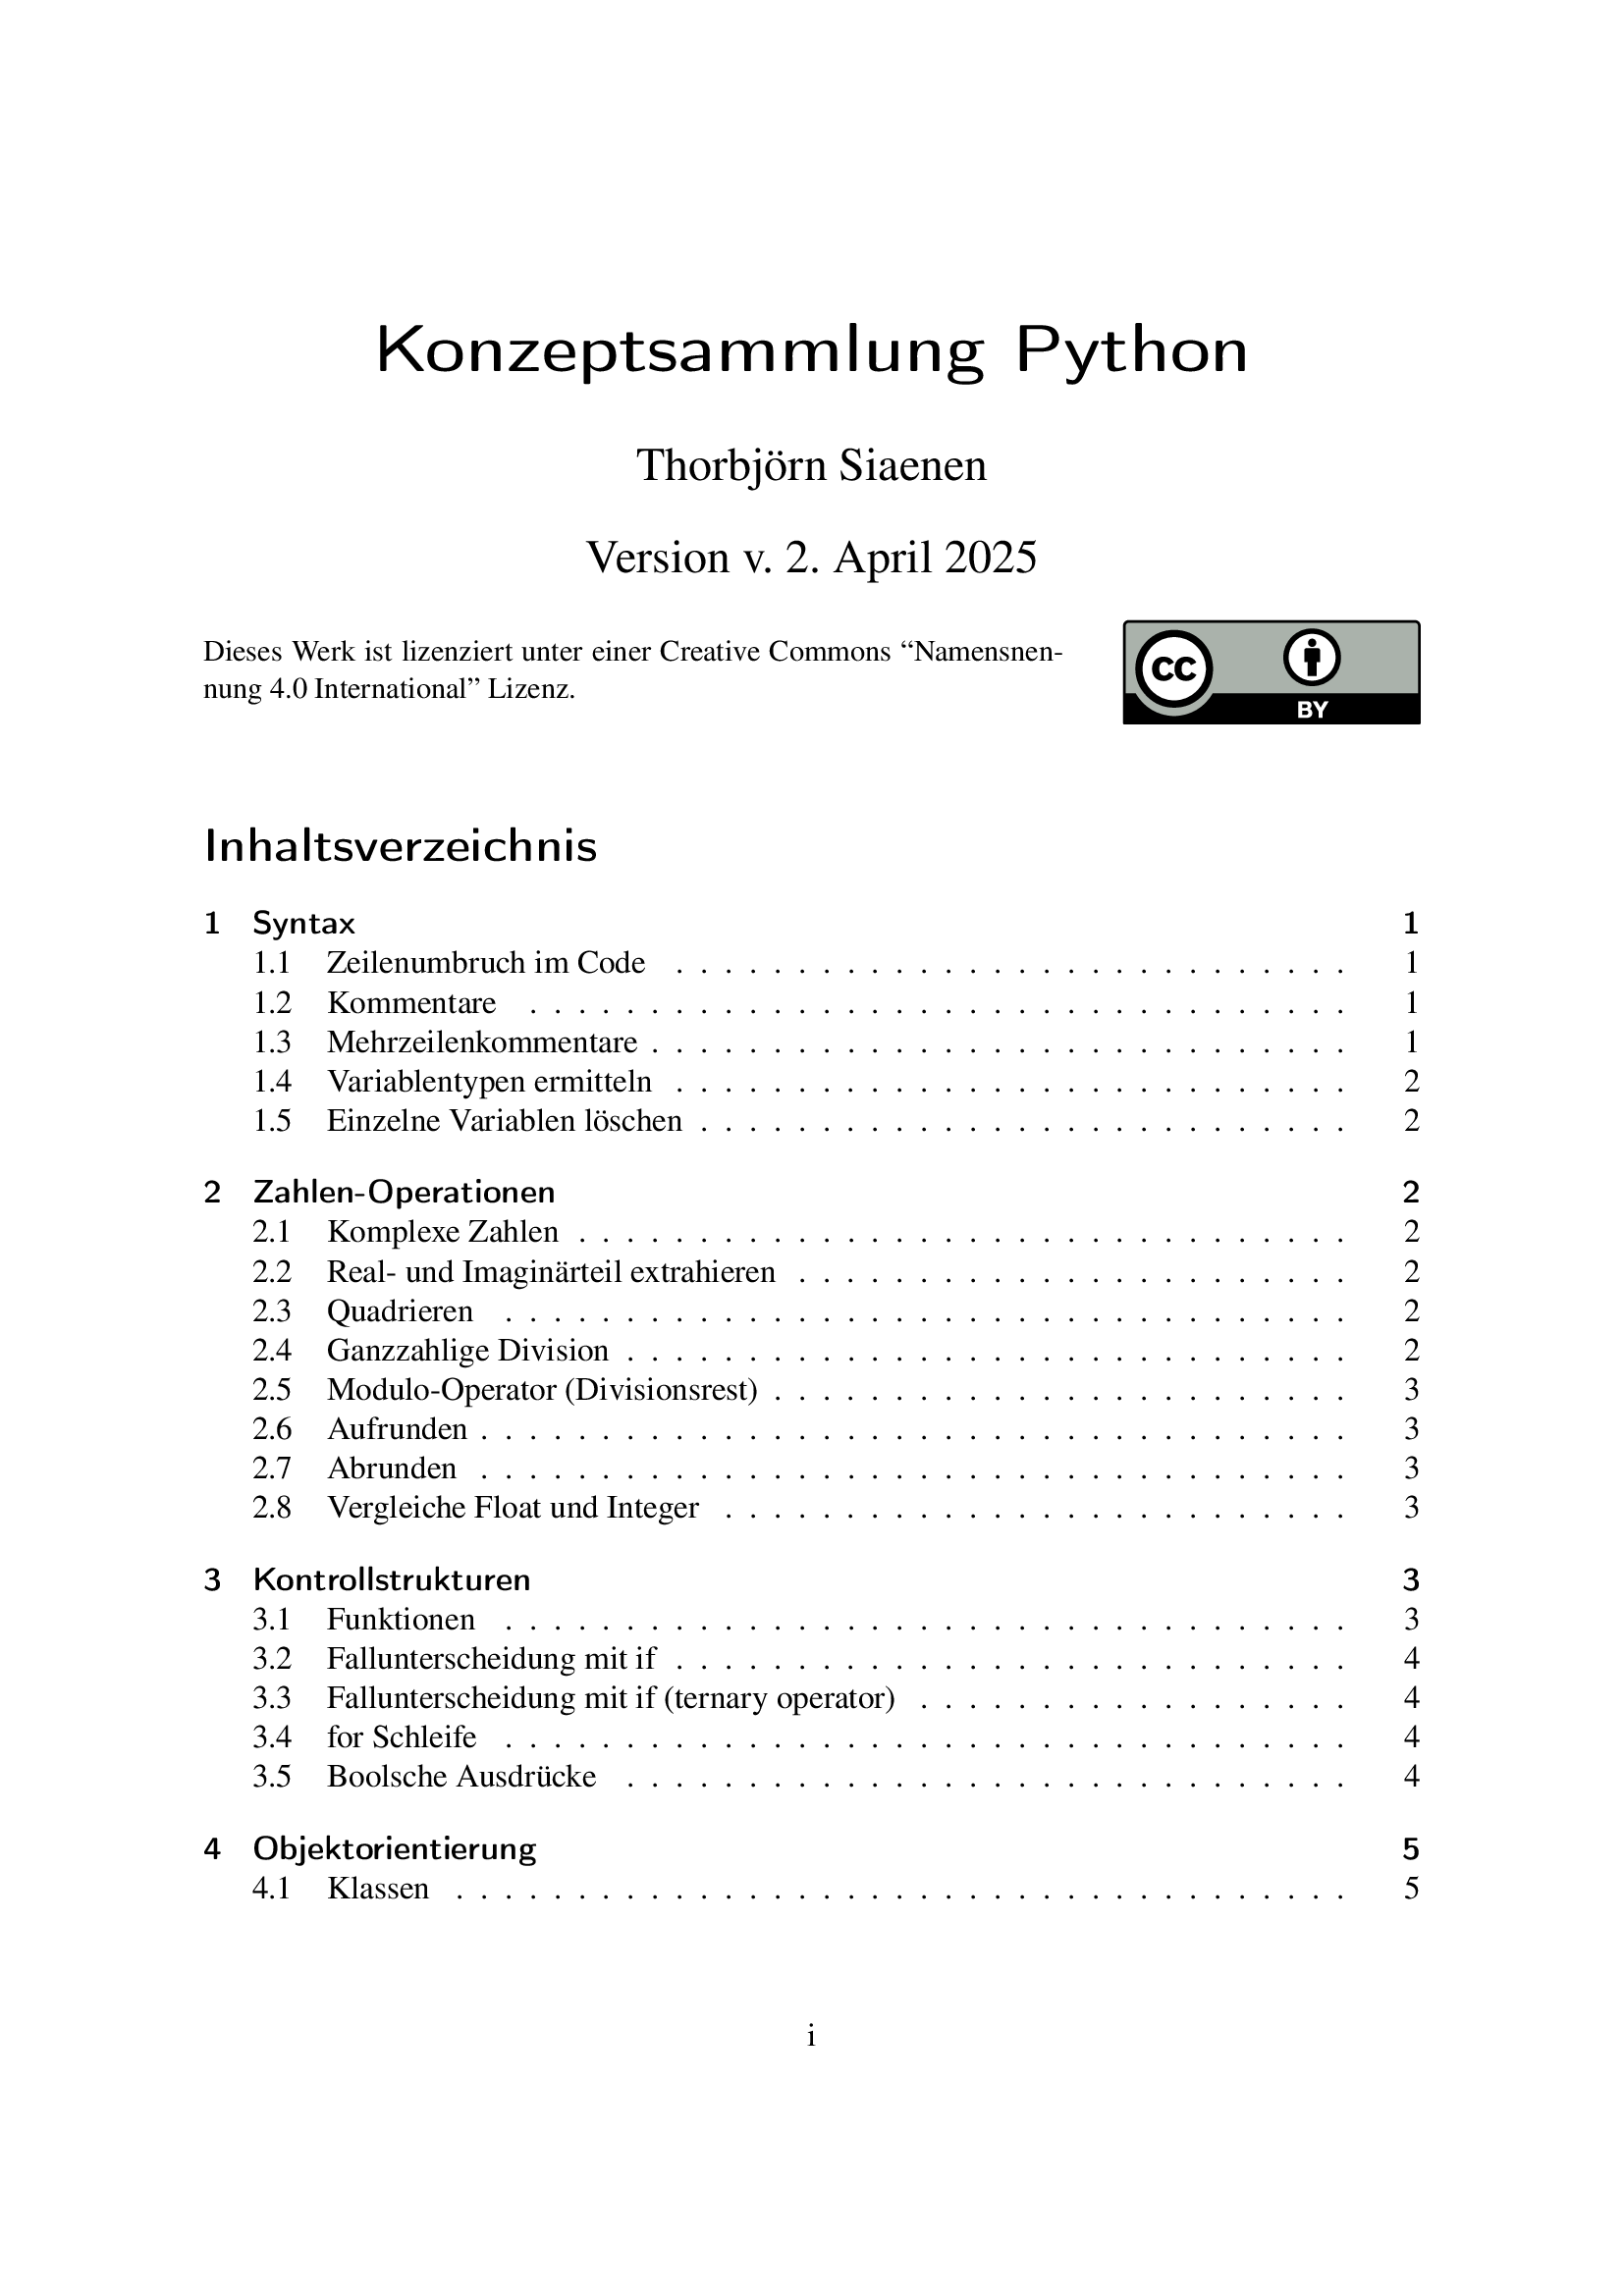 Konzeptsammlung Python
Thorbjörn Siaenen
Version v. 2. April 2025
Dieses Werk ist lizenziert unter einer Creative Commons “Namensnen-
nung 4.0 International” Lizenz.
CC
BY
Inhaltsverzeichnis
1 Syntax 1
1.1 Zeilenumbruch im Code . . . . . . . . . . . . . . . . . . . . . . . . . . . . 1
1.2 Kommentare . . . . . . . . . . . . . . . . . . . . . . . . . . . . . . . . . . 1
1.3 Mehrzeilenkommentare . . . . . . . . . . . . . . . . . . . . . . . . . . . . . 1
1.4 Variablentypen ermitteln . . . . . . . . . . . . . . . . . . . . . . . . . . . . 2
1.5 Einzelne Variablen löschen . . . . . . . . . . . . . . . . . . . . . . . . . . . 2
2 Zahlen-Operationen 2
2.1 Komplexe Zahlen . . . . . . . . . . . . . . . . . . . . . . . . . . . . . . . . 2
2.2 Real- und Imaginärteil extrahieren . . . . . . . . . . . . . . . . . . . . . . . 2
2.3 Quadrieren . . . . . . . . . . . . . . . . . . . . . . . . . . . . . . . . . . . 2
2.4 Ganzzahlige Division . . . . . . . . . . . . . . . . . . . . . . . . . . . . . . 2
2.5 Modulo-Operator (Divisionsrest) . . . . . . . . . . . . . . . . . . . . . . . . 3
2.6 Aufrunden . . . . . . . . . . . . . . . . . . . . . . . . . . . . . . . . . . . . 3
2.7 Abrunden . . . . . . . . . . . . . . . . . . . . . . . . . . . . . . . . . . . . 3
2.8 Vergleiche Float und Integer . . . . . . . . . . . . . . . . . . . . . . . . . . 3
3 Kontrollstrukturen 3
3.1 Funktionen . . . . . . . . . . . . . . . . . . . . . . . . . . . . . . . . . . . 3
3.2 Fallunterscheidung mit if . . . . . . . . . . . . . . . . . . . . . . . . . . . . 4
3.3 Fallunterscheidung mit if (ternary operator) . . . . . . . . . . . . . . . . . . 4
3.4 for Schleife . . . . . . . . . . . . . . . . . . . . . . . . . . . . . . . . . . . 4
3.5 Boolsche Ausdrücke . . . . . . . . . . . . . . . . . . . . . . . . . . . . . . 4
4 Objektorientierung 5
4.1 Klassen . . . . . . . . . . . . . . . . . . . . . . . . . . . . . . . . . . . . . 5
i